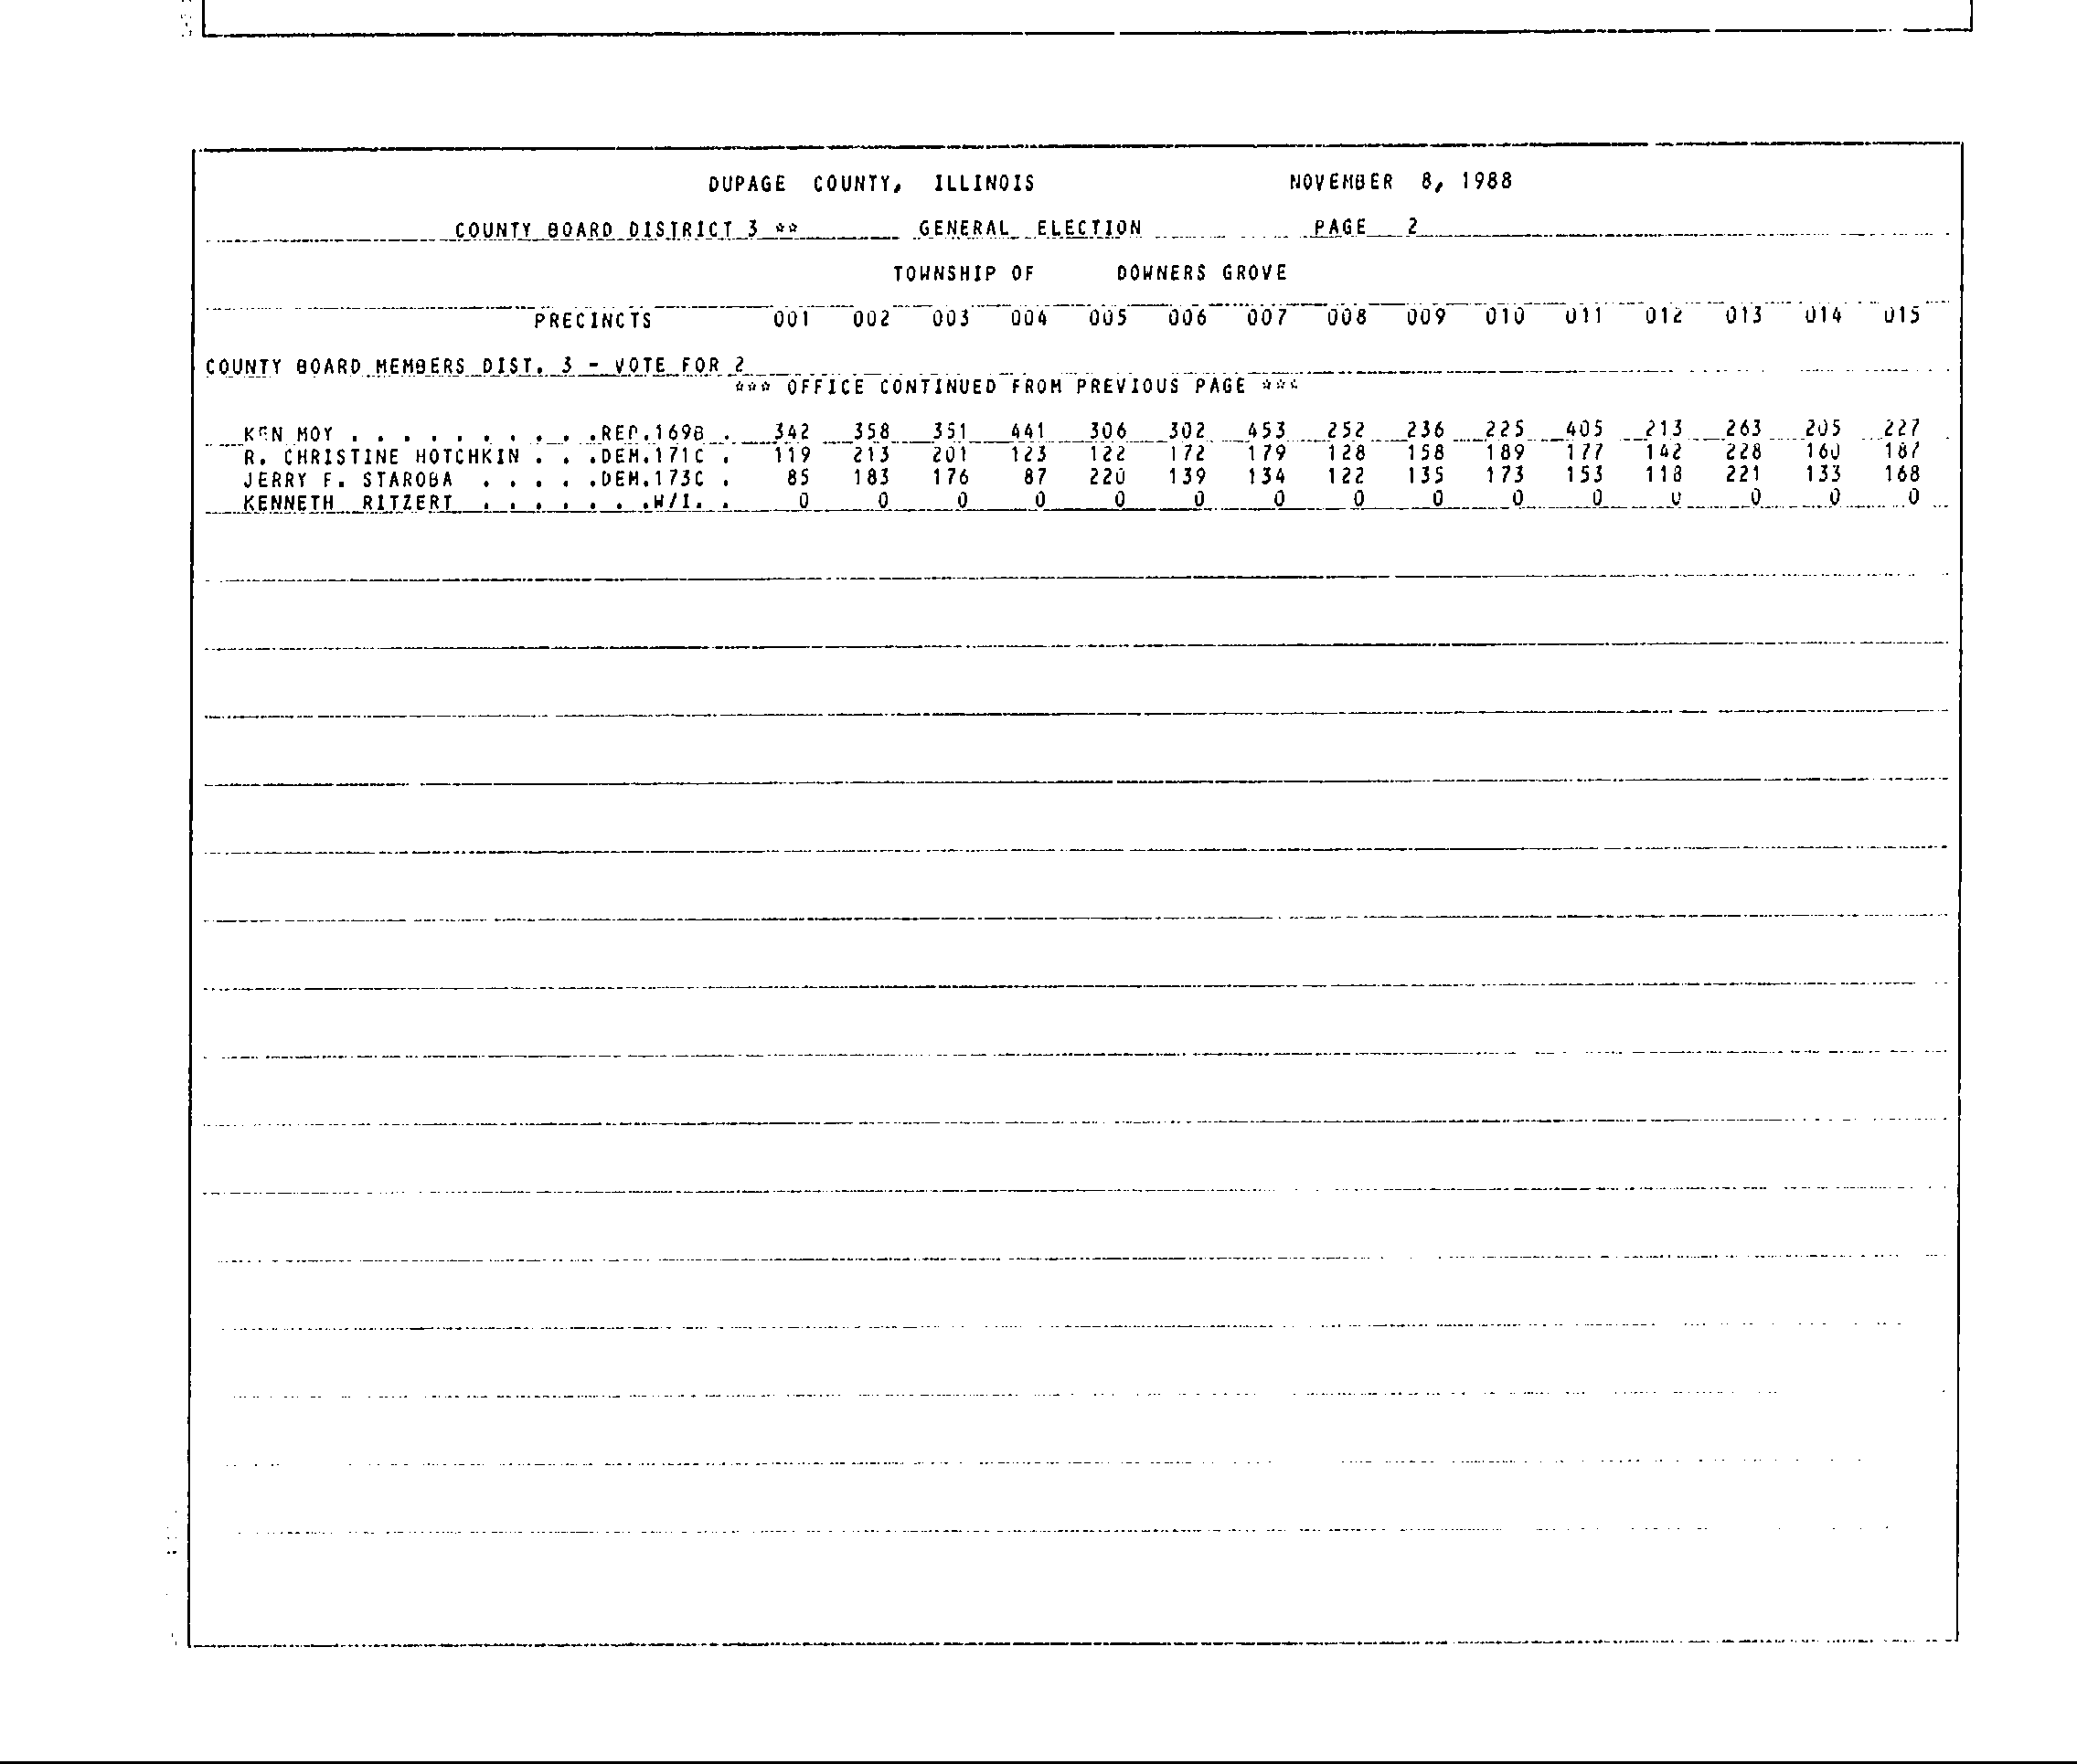 DUPAGE COUNTY, ILLINOIS NOVEMBER 8, 1988
COUNTY BOARD DISTRICT 3 ** GENERAL ELECTION PAGE 2
TOWNSHIP OF DOWNERS GROVE
PRECINCTS 001 002 003 004 005 006 007 008 009 010 011 012 013 014 015
COUNTY BOARD MEMBERS DIST. 3 - VOTE FOR 2
*** OFFICE CONTINUED FROM PREVIOUS PAGE ***
KEN MOY . . . . . . . . . .REP.169B . 342 358 351 441 306 302 453 252 236 225 405 213 263 205 227
R. CHRISTINE HOTCHKIN . . .DEM.171C . 119 213 201 123 122 172 179 128 158 189 177 142 228 160 187
JERRY F. STAROBA . . . . .DEM.173C . 85 183 176 87 220 139 134 122 135 173 153 118 221 133 168
KENNETH RITZERT . . . . . . .W/I. . 0 0 0 0 0 0 0 0 0 0 0 0 0 0 0